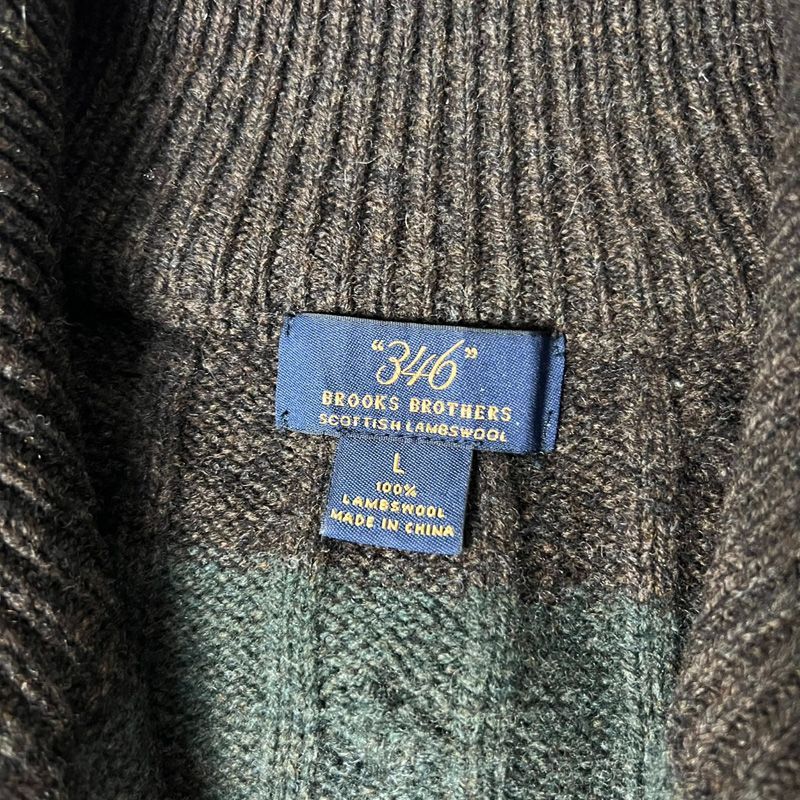 "346"
BROOKS BROTHERS
SCOTTISH LAMBSWOOL
L
100%
LAMBSWOOL
MADE IN CHINA